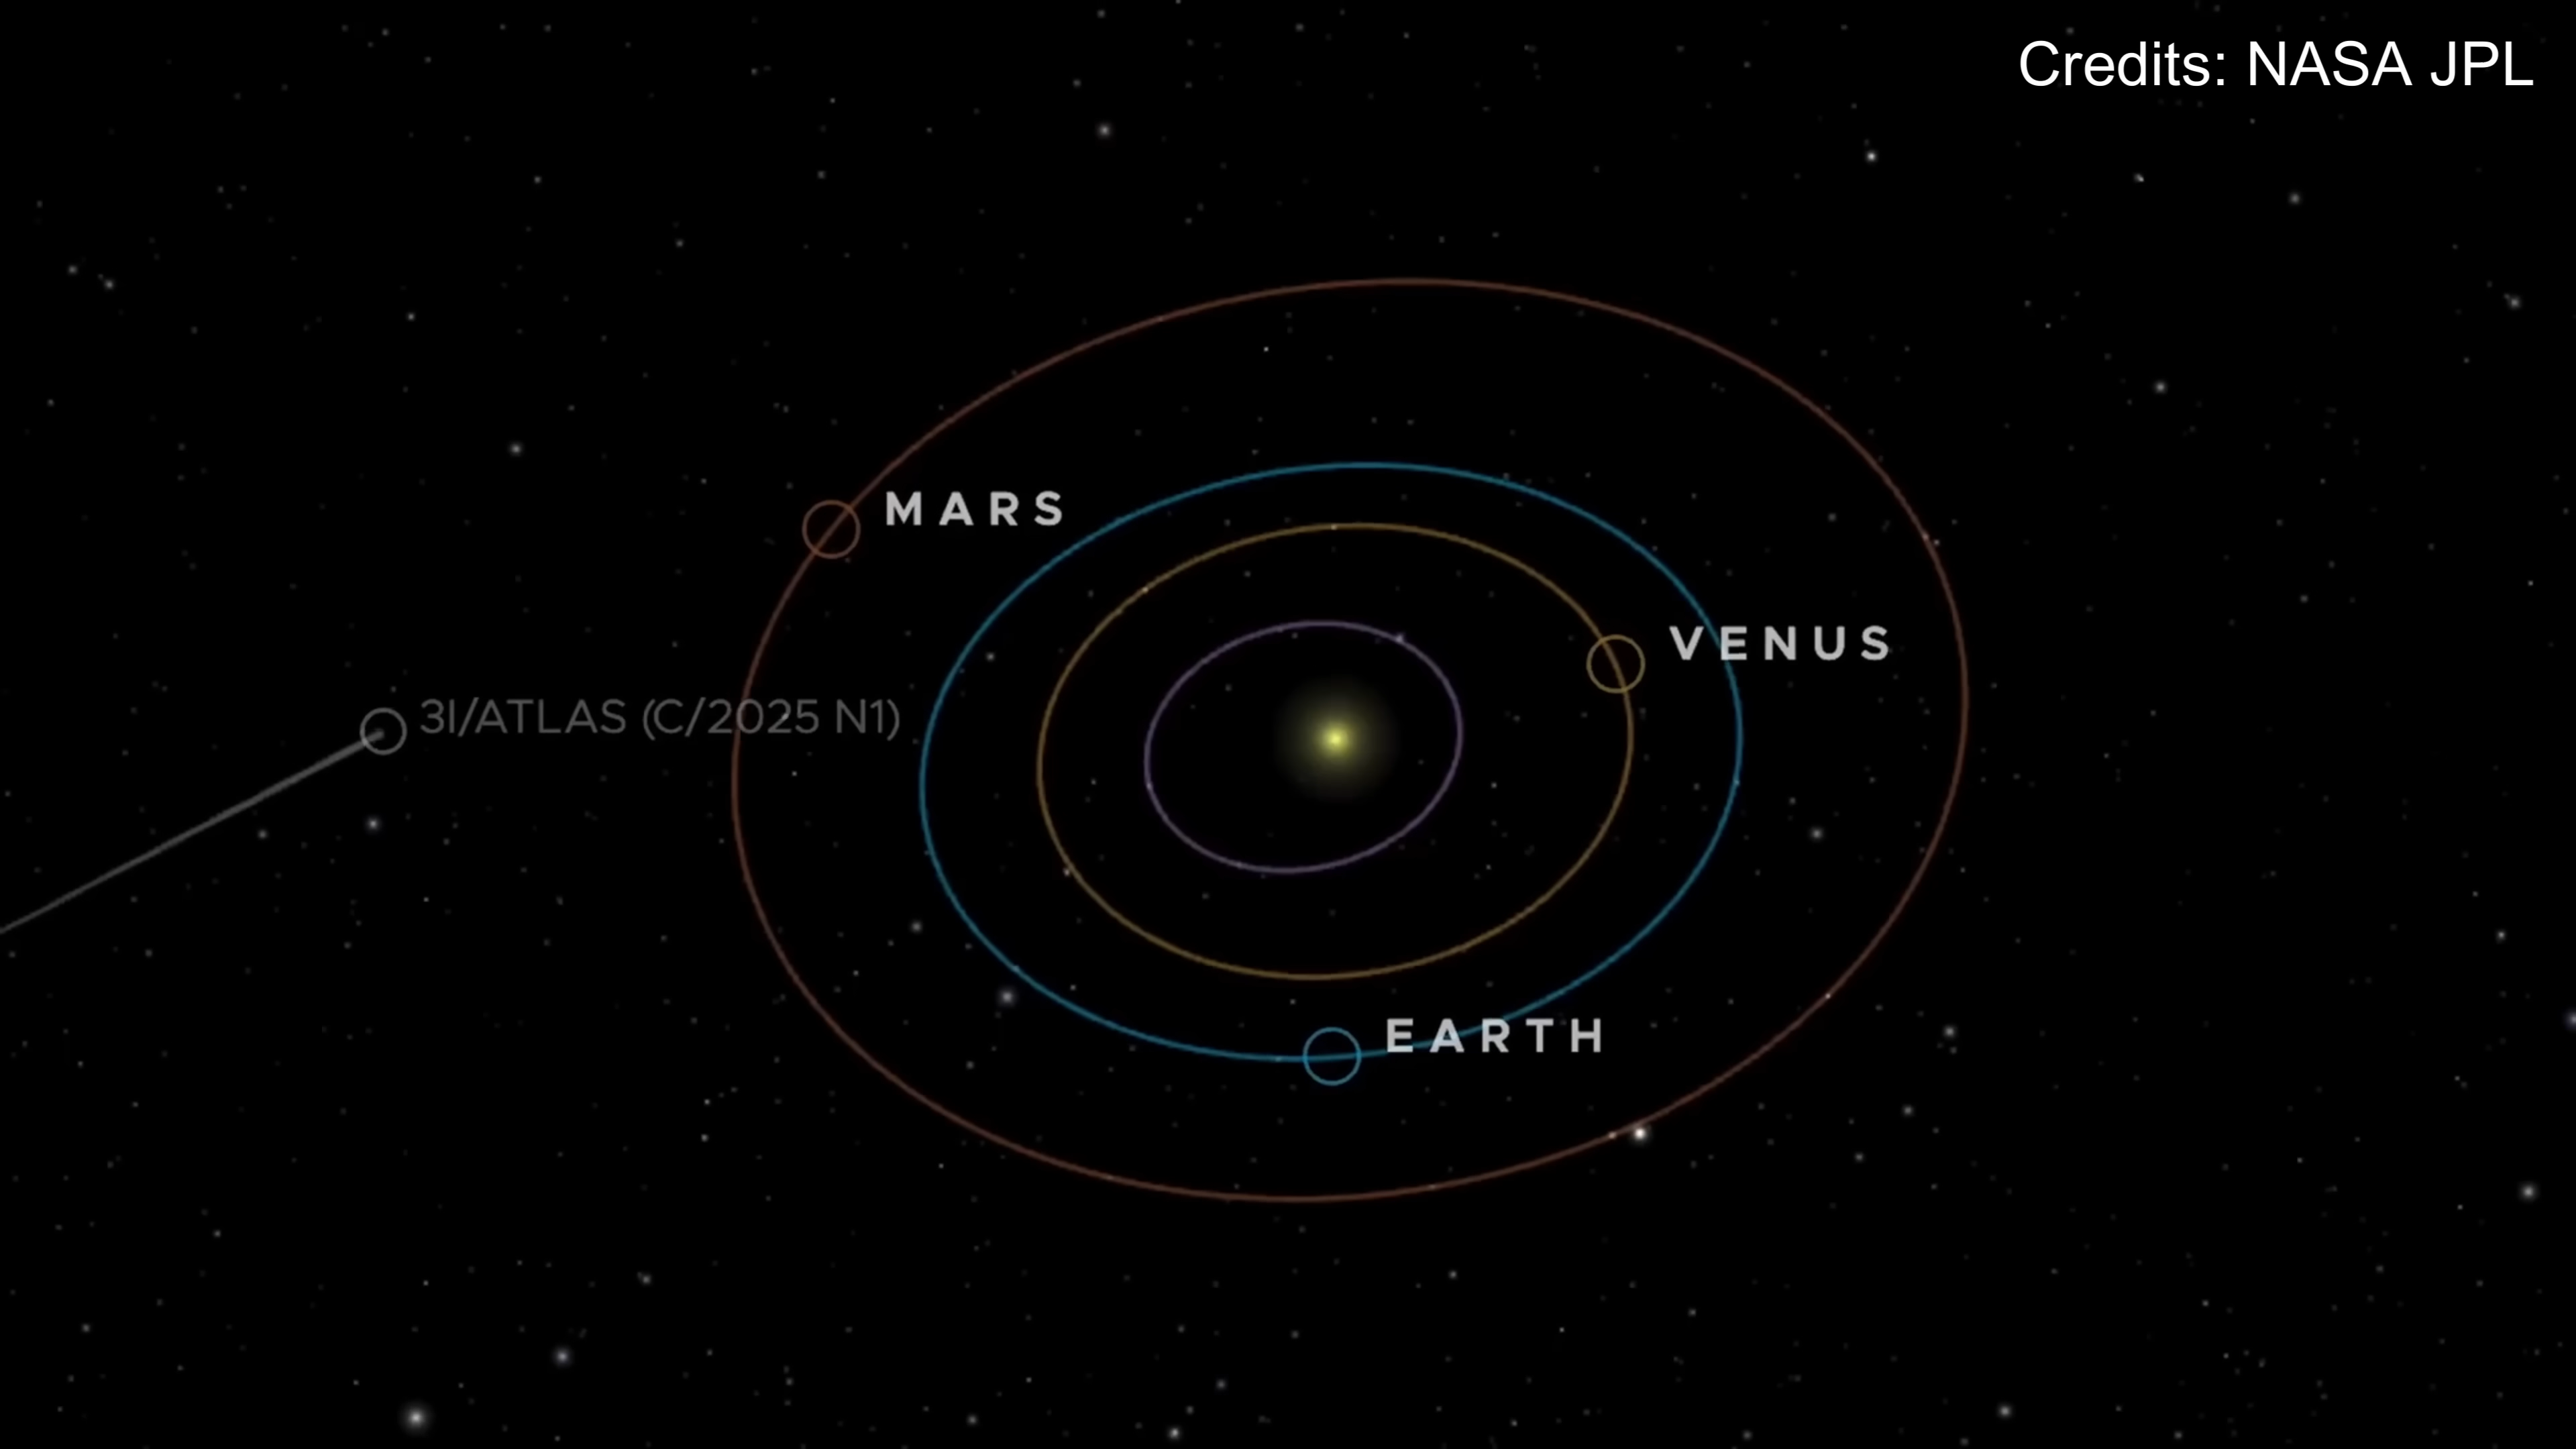 Credits: NASA JPL
MARS
VENUS
3I/ATLAS (C/2025 N1)
EARTH